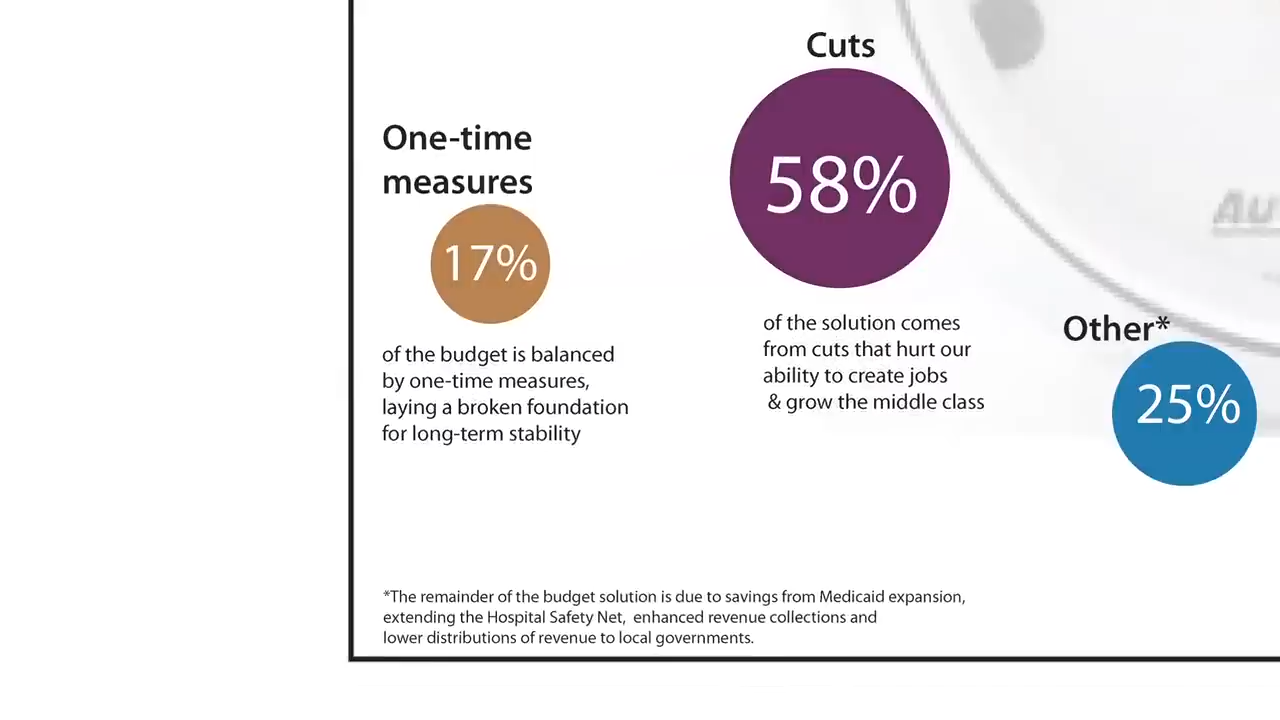 Cuts
58%
of the solution comes
from cuts that hurt our
ability to create jobs
& grow the middle class
One-time
measures
17%
of the budget is balanced
by one-time measures,
laying a broken foundation
for long-term stability
Other*
25%
Au
*The remainder of the budget solution is due to savings from Medicaid expansion,
extending the Hospital Safety Net, enhanced revenue collections and
lower distributions of revenue to local governments.